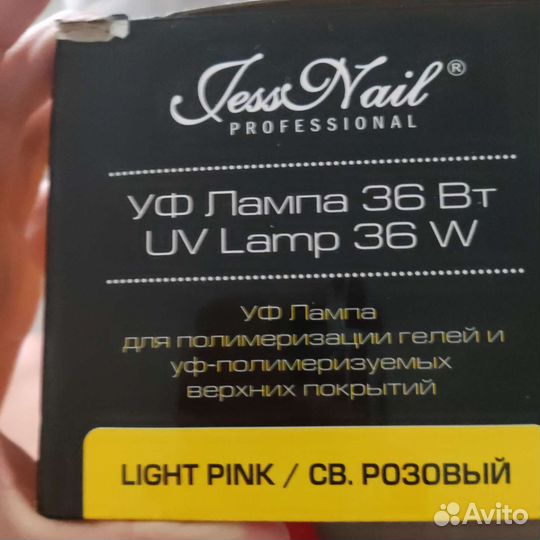 JessNail®
PROFESSIONAL
УФ Лампа 36 Вт
UV Lamp 36 W
УФ Лампа
для полимеризации гелей и
уф-полимеризуемых
верхних покрытий
LIGHT PINK / СВ. РОЗОВЫЙ
Avito